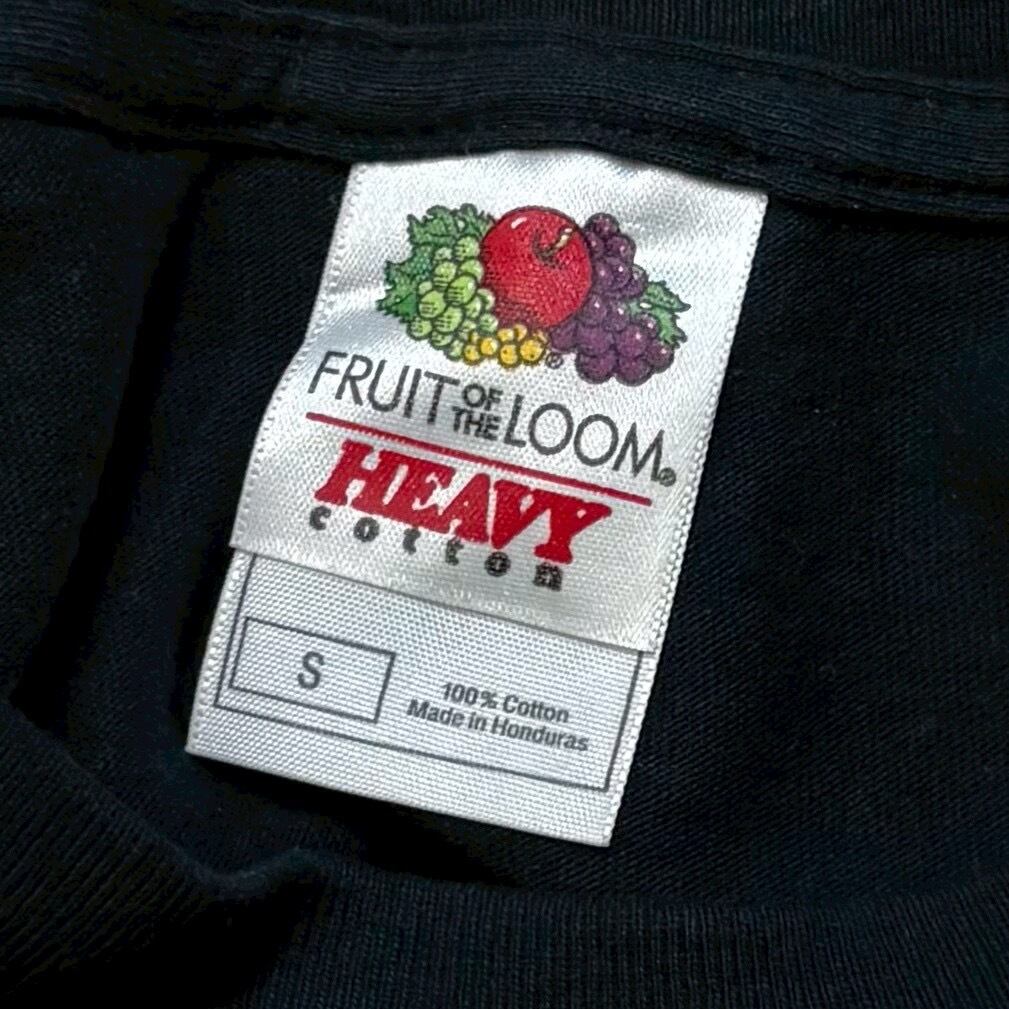 FRUIT OF THE LOOM®
HEAVY
cotton
S
100% Cotton
Made in Honduras